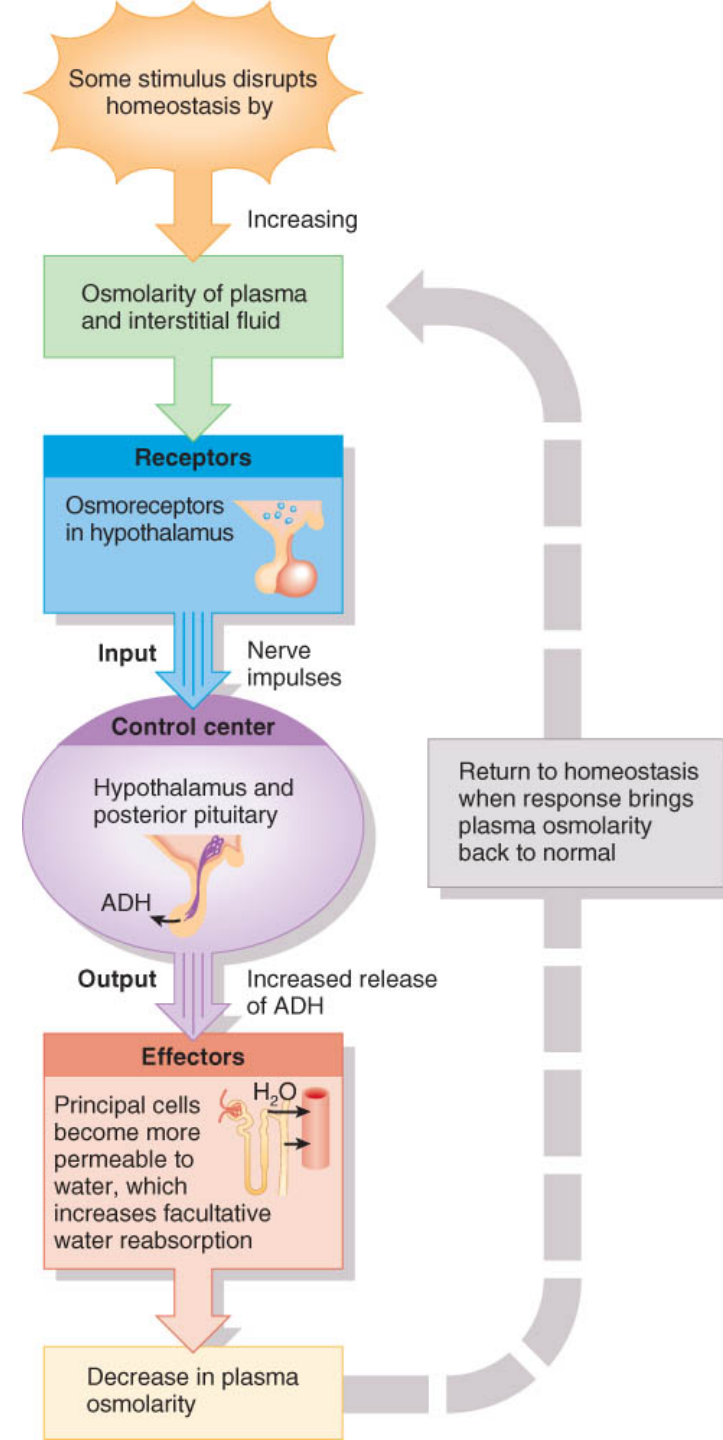 Some stimulus disrupts
homeostasis by
Increasing
Osmolarity of plasma
and interstitial fluid
Receptors
Osmoreceptors
in hypothalamus
Input
Nerve
impulses
Control center
Hypothalamus and
posterior pituitary
ADH
Output
Increased release
of ADH
Effectors
H₂O
Principal cells
become more
permeable to
water, which
increases facultative
water reabsorption
Decrease in plasma
osmolarity
Return to homeostasis
when response brings
plasma osmolarity
back to normal